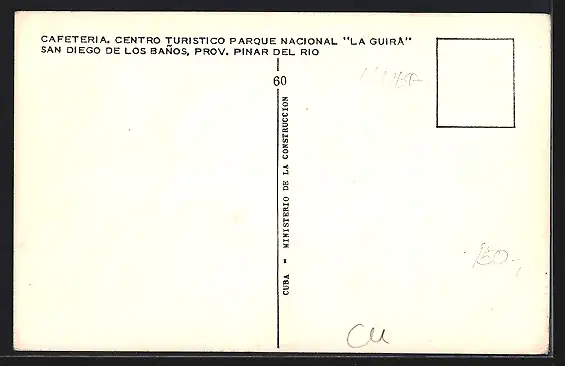 CAFETERIA. CENTRO TURISTICO PARQUE NACIONAL "LA GUIRA"
SAN DIEGO DE LOS BAÑOS, PROV. PINAR DEL RIO
60
CUBA - MINISTERIO DE LA CONSTRUCCION
CU